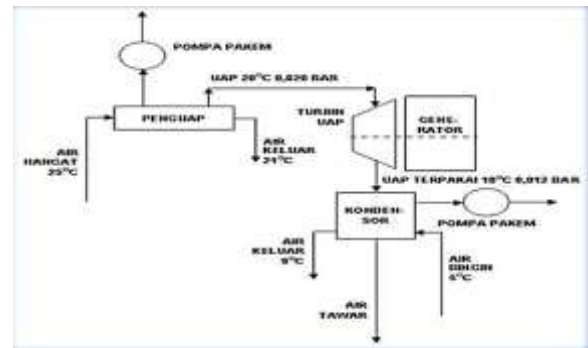 POMPA PAKEM
UAP 20°C 0,020 BAR
TURBIN
UAP
GENE-
RATOR
PENGUAP
AIR
HANGAT
25°C
AIR
KELUAR
21°C
UAP TERPAKAI 10°C 0,012 BAR
KONDEN-
SOR
POMPA PAKEM
AIR
KELUAR
9°C
AIR
DINGIN
AIR
TAWAR